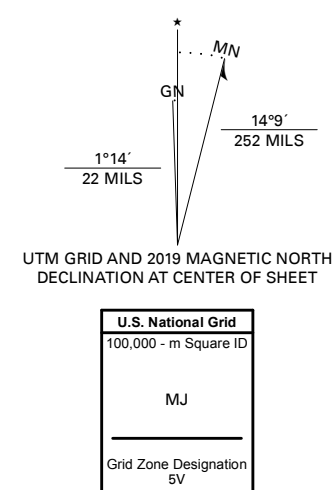 ★
MN
GN
14°9´
252 MILS
1°14´
22 MILS
UTM GRID AND 2019 MAGNETIC NORTH
DECLINATION AT CENTER OF SHEET
U.S. National Grid
100,000 - m Square ID
MJ
Grid Zone Designation
5V